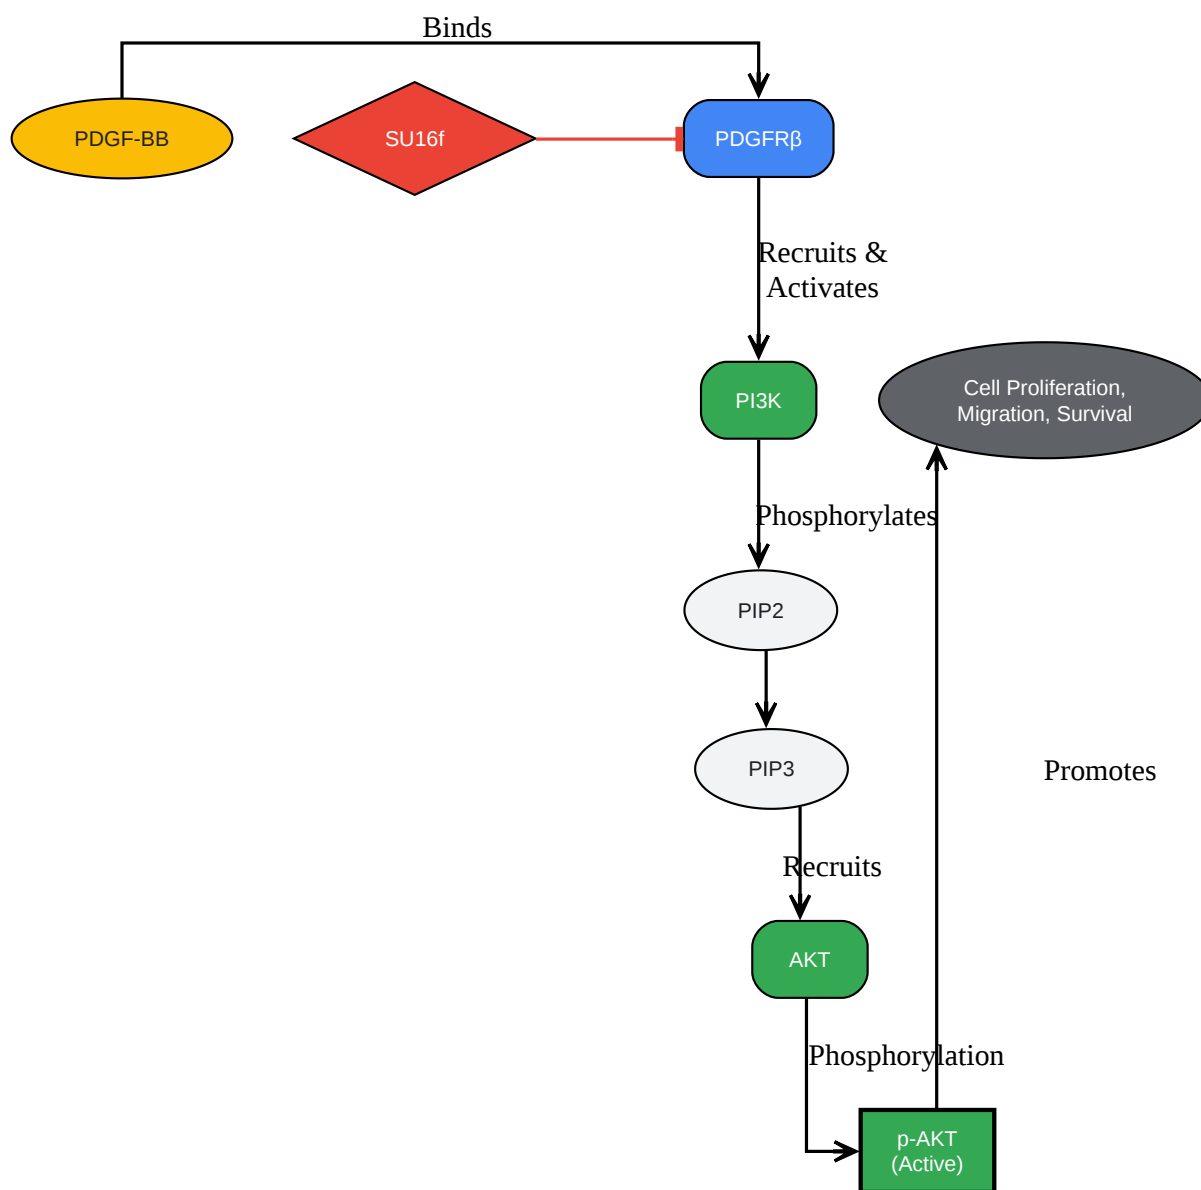 Binds
PDGF-BB
SU16f
PDGFRβ
Recruits &
Activates
PI3K
Cell Proliferation,
Migration, Survival
Phosphorylates
PIP2
PIP3
Promotes
Recruits
AKT
Phosphorylation
p-AKT
(Active)